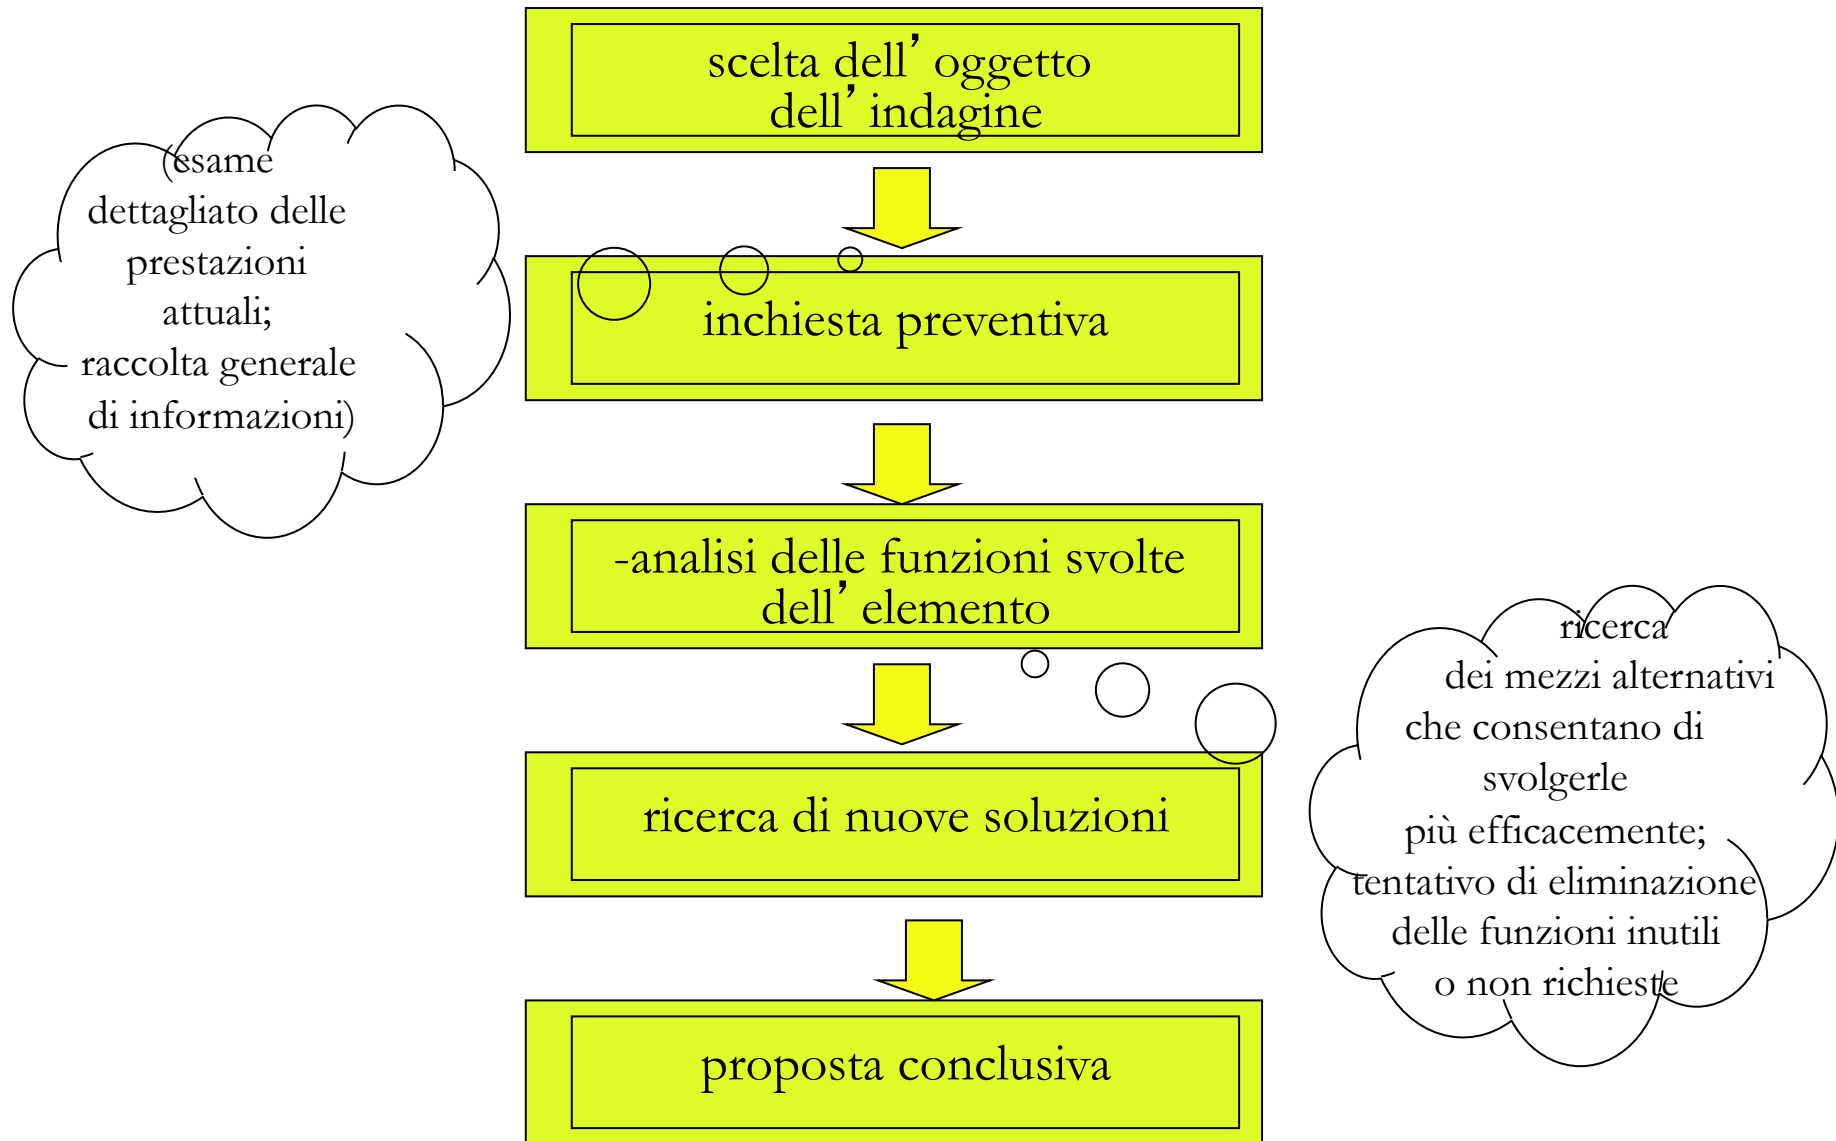 scelta dell’ oggetto
dell’ indagine
(esame
dettagliato delle
prestazioni
attuali;
raccolta generale
di informazioni)
inchiesta preventiva
-analisi delle funzioni svolte
dell’ elemento
ricerca
dei mezzi alternativi
che consentano di
svolgerle
più efficacemente;
tentativo di eliminazione
delle funzioni inutili
o non richieste
ricerca di nuove soluzioni
proposta conclusiva